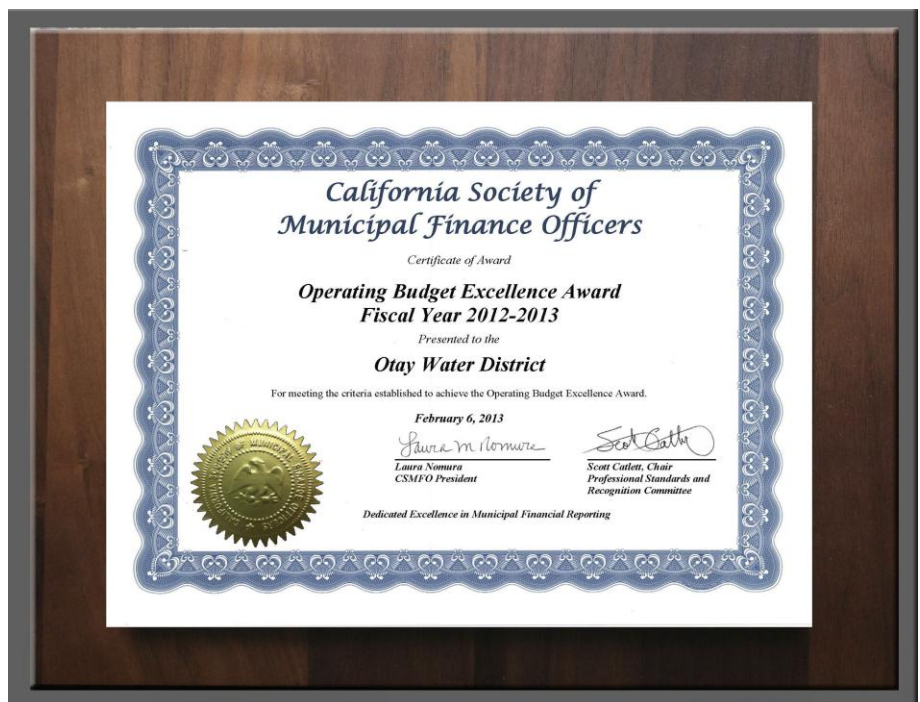 California Society of
Municipal Finance Officers
Certificate of Award
Operating Budget Excellence Award
Fiscal Year 2012-2013
Presented to the
Otay Water District
For meeting the criteria established to achieve the Operating Budget Excellence Award.
February 6, 2013
Laura M Nomura
Laura Nomura
CSMFO President
Scott Catlett, Chair
Professional Standards and
Recognition Committee
Dedicated Excellence in Municipal Financial Reporting